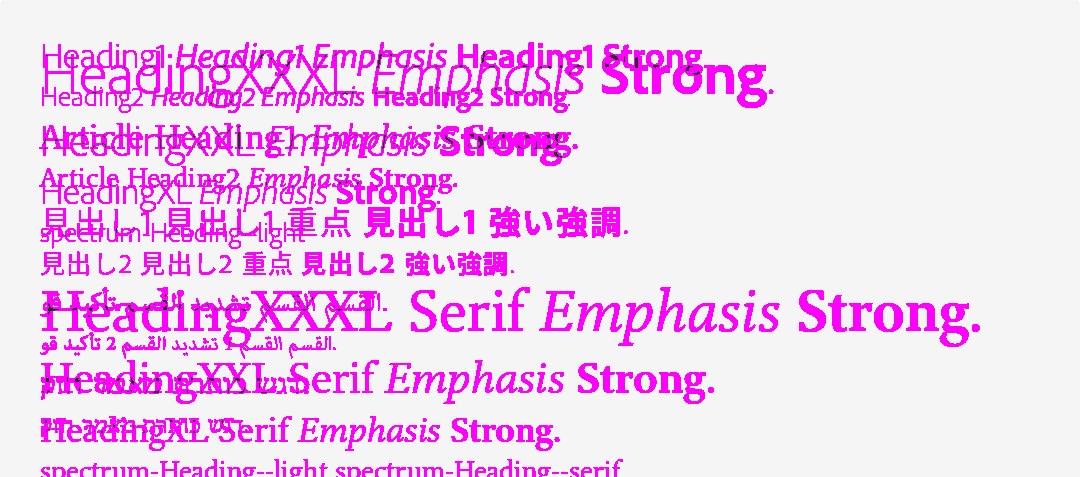 Heading1 Heading1 Emphasis Heading1 Strong.
HeadingXXXL Emphasis Strong.
Heading2 Heading2 Emphasis Heading2 Strong.
Article Heading1 Emphasis Strong.
HeadingXXL Emphasis Strong.
Article Heading2 Emphasis Strong.
HeadingXL Emphasis Strong.
見出し1 見出し1 重点 見出し1 強い強調.
spectrum-Heading--light
見出し2 見出し2 重点 見出し2 強い強調.
HeadingXXXL Serif Emphasis Strong.
القسم القسم 1 تشديد القسم 2 تأكيد قو.
HeadingXXL Serif Emphasis Strong.
HeadingXL Serif Emphasis Strong.
spectrum-Heading--light spectrum-Heading--serif